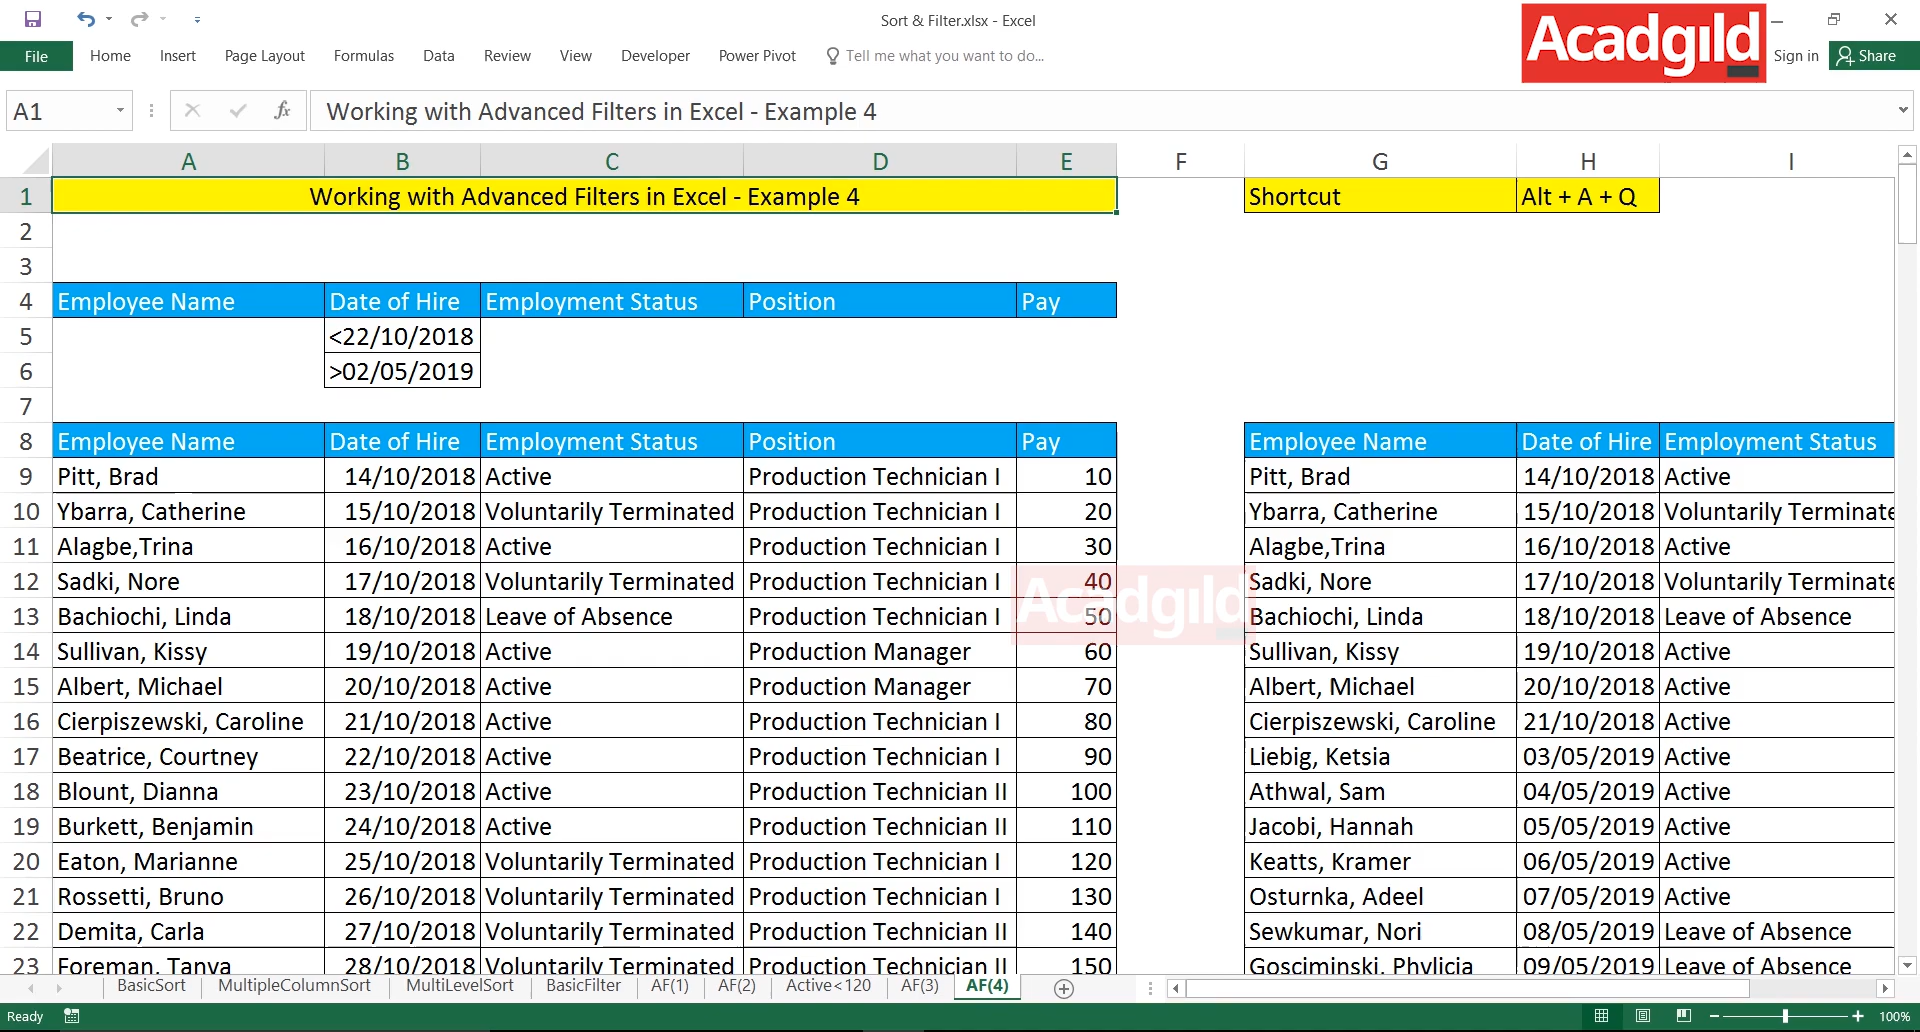 Sort & Filter.xlsx - Excel
Acadgild
File Home Insert Page Layout Formulas Data Review View Developer Power Pivot Tell me what you want to do... Sign in Share
A1 fx Working with Advanced Filters in Excel - Example 4
A B C D E F G H I
1 Working with Advanced Filters in Excel - Example 4 Shortcut Alt + A + Q
2
3
4 Employee Name Date of Hire Employment Status Position Pay
5 <22/10/2018
6 >02/05/2019
7
8 Employee Name Date of Hire Employment Status Position Pay Employee Name Date of Hire Employment Status
9 Pitt, Brad 14/10/2018 Active Production Technician I 10 Pitt, Brad 14/10/2018 Active
10 Ybarra, Catherine 15/10/2018 Voluntarily Terminated Production Technician I 20 Ybarra, Catherine 15/10/2018 Voluntarily Terminate
11 Alagbe,Trina 16/10/2018 Active Production Technician I 30 Alagbe,Trina 16/10/2018 Active
12 Sadki, Nore 17/10/2018 Voluntarily Terminated Production Technician I 40 Sadki, Nore 17/10/2018 Voluntarily Terminate
13 Bachiochi, Linda 18/10/2018 Leave of Absence Production Technician I 50 Acadgild Bachiochi, Linda 18/10/2018 Leave of Absence
14 Sullivan, Kissy 19/10/2018 Active Production Manager 60 Sullivan, Kissy 19/10/2018 Active
15 Albert, Michael 20/10/2018 Active Production Manager 70 Albert, Michael 20/10/2018 Active
16 Cierpiszewski, Caroline 21/10/2018 Active Production Technician I 80 Cierpiszewski, Caroline 21/10/2018 Active
17 Beatrice, Courtney 22/10/2018 Active Production Technician I 90 Liebig, Ketsia 03/05/2019 Active
18 Blount, Dianna 23/10/2018 Active Production Technician II 100 Athwal, Sam 04/05/2019 Active
19 Burkett, Benjamin 24/10/2018 Active Production Technician II 110 Jacobi, Hannah 05/05/2019 Active
20 Eaton, Marianne 25/10/2018 Voluntarily Terminated Production Technician I 120 Keatts, Kramer 06/05/2019 Active
21 Rossetti, Bruno 26/10/2018 Voluntarily Terminated Production Technician I 130 Osturnka, Adeel 07/05/2019 Active
22 Demita, Carla 27/10/2018 Voluntarily Terminated Production Technician II 140 Sewkumar, Nori 08/05/2019 Leave of Absence
23 Foreman, Tanya 28/10/2018 Voluntarily Terminated Production Technician II 150 Gosciminski, Phylicia 09/05/2019 Leave of Absence
BasicSort MultipleColumnSort MultiLevelSort BasicFilter AF(1) AF(2) Active<120 AF(3) AF(4)
Ready 100%